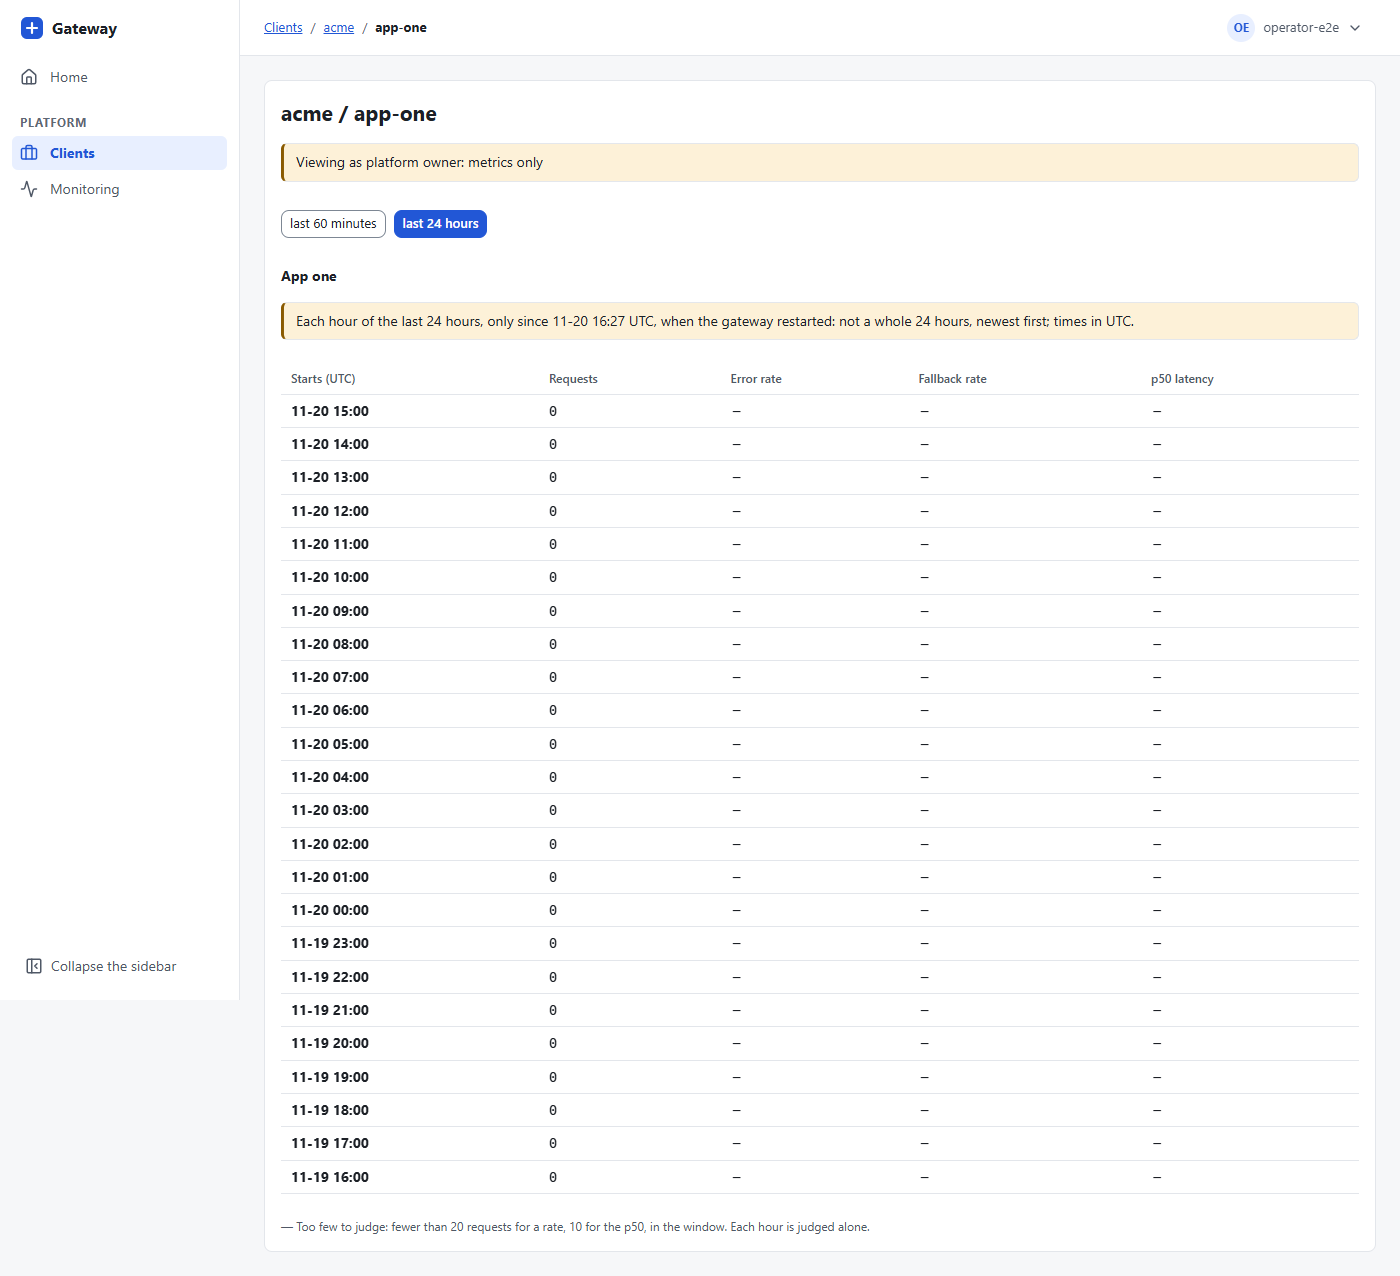 Gateway
Clients / acme / app-one
OE operator-e2e
Home
PLATFORM
Clients
Monitoring
Collapse the sidebar
acme / app-one
Viewing as platform owner: metrics only
last 60 minutes last 24 hours
App one
Each hour of the last 24 hours, only since 11-20 16:27 UTC, when the gateway restarted: not a whole 24 hours, newest first; times in UTC.
Starts (UTC) Requests Error rate Fallback rate p50 latency
11-20 15:00 0 — — —
11-20 14:00 0 — — —
11-20 13:00 0 — — —
11-20 12:00 0 — — —
11-20 11:00 0 — — —
11-20 10:00 0 — — —
11-20 09:00 0 — — —
11-20 08:00 0 — — —
11-20 07:00 0 — — —
11-20 06:00 0 — — —
11-20 05:00 0 — — —
11-20 04:00 0 — — —
11-20 03:00 0 — — —
11-20 02:00 0 — — —
11-20 01:00 0 — — —
11-20 00:00 0 — — —
11-19 23:00 0 — — —
11-19 22:00 0 — — —
11-19 21:00 0 — — —
11-19 20:00 0 — — —
11-19 19:00 0 — — —
11-19 18:00 0 — — —
11-19 17:00 0 — — —
11-19 16:00 0 — — —
— Too few to judge: fewer than 20 requests for a rate, 10 for the p50, in the window. Each hour is judged alone.